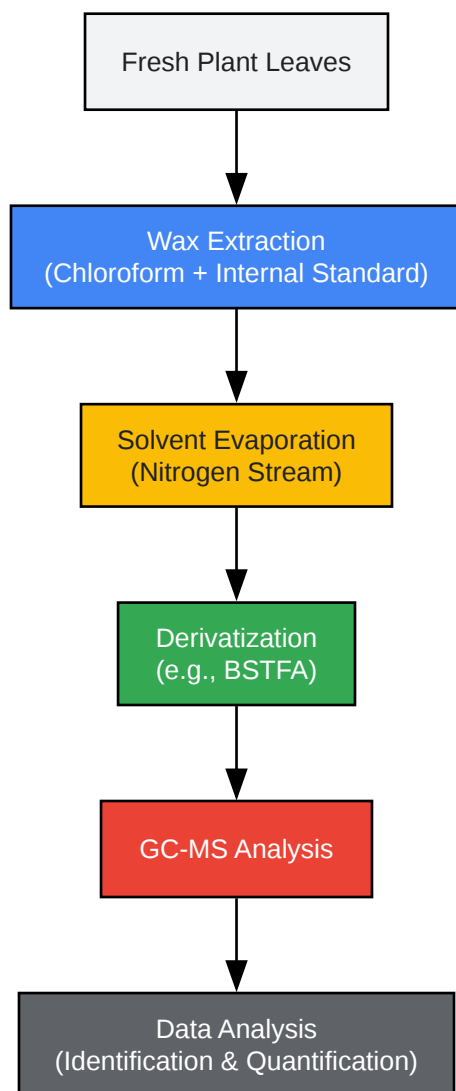 Fresh Plant Leaves
Wax Extraction
(Chloroform + Internal Standard)
Solvent Evaporation
(Nitrogen Stream)
Derivatization
(e.g., BSTFA)
GC-MS Analysis
Data Analysis
(Identification & Quantification)